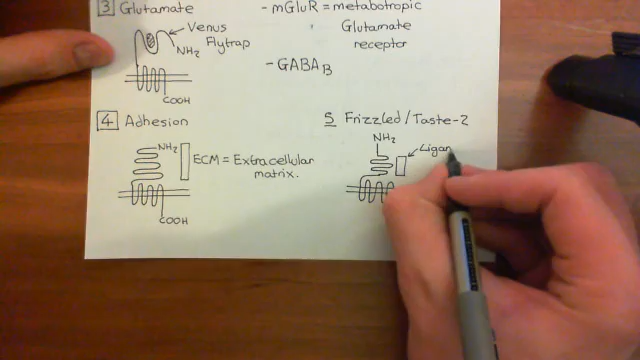 3 Glutamate
Venus
Flytrap
NH2
COOH
- mGluR = metabotropic
Glutamate
receptor
- GABAB
4 Adhesion
NH2
ECM = Extracellular
matrix.
COOH
5 Frizzled/Taste-2
NH2
Ligan